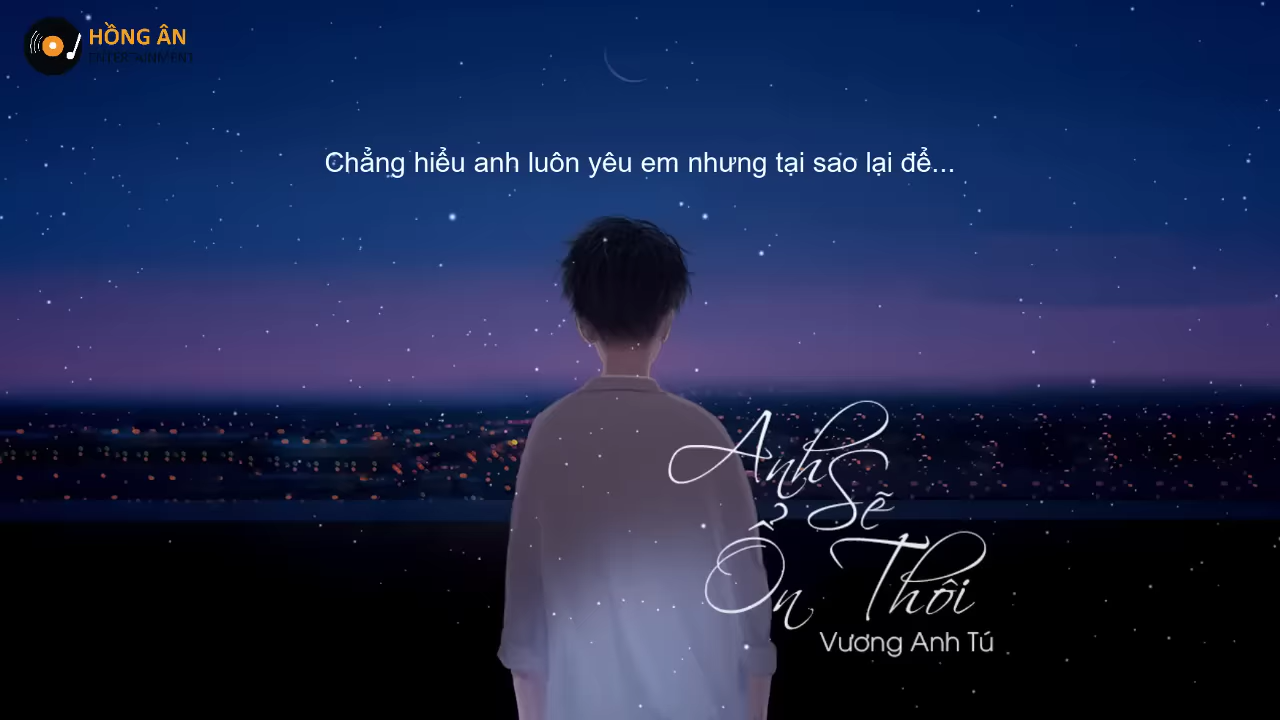 HỒNG ÂN
ENTERTAINMENT
Chẳng hiểu anh luôn yêu em nhưng tại sao lại để...
Anh Sẽ
Ổn Thôi
Vương Anh Tú